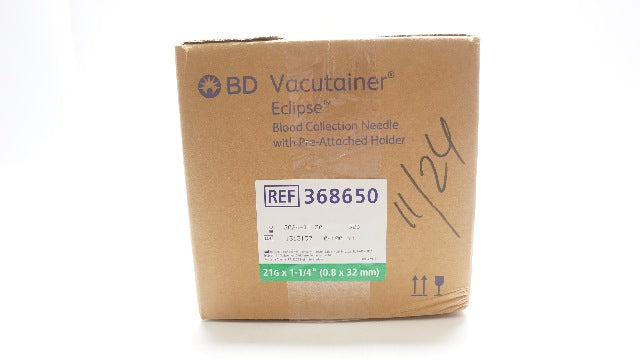 BD Vacutainer®
Eclipse™
Blood Collection Needle
with Pre-Attached Holder
11/24
REF 368650
21G x 1-1/4" (0.8 x 32 mm)